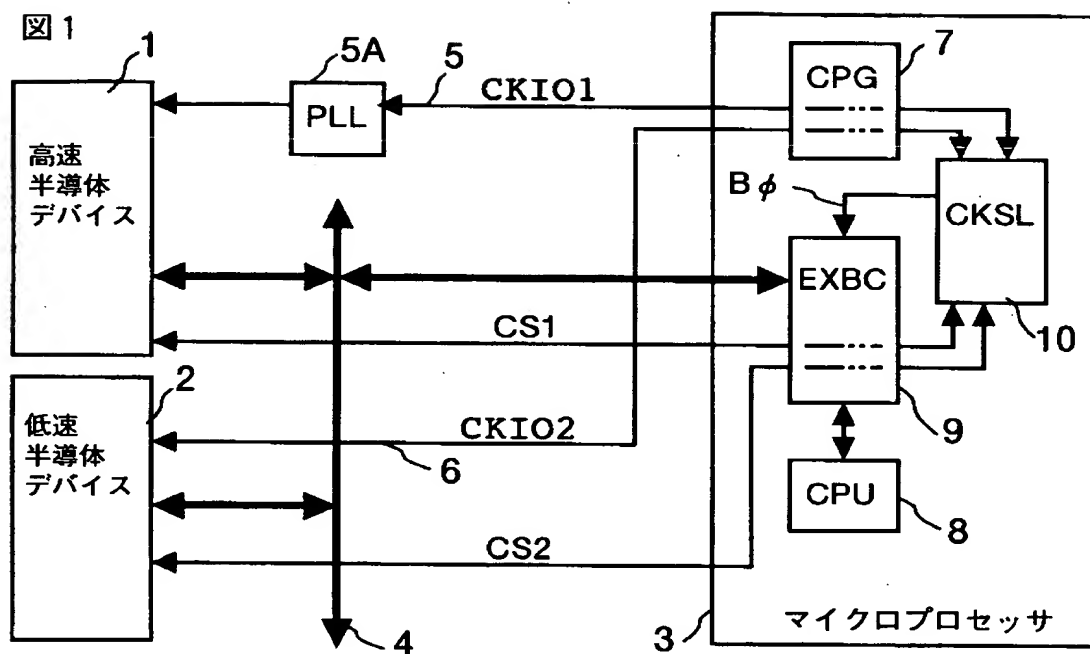 図1
1
5A
5
CKIO1
7
PLL
CPG
高速
半導体
デバイス
Bφ
CKSL
EXBC
10
CS1
2
低速
半導体
デバイス
CKIO2
6
9
CPU
8
CS2
4
3
マイクロプロセッサ